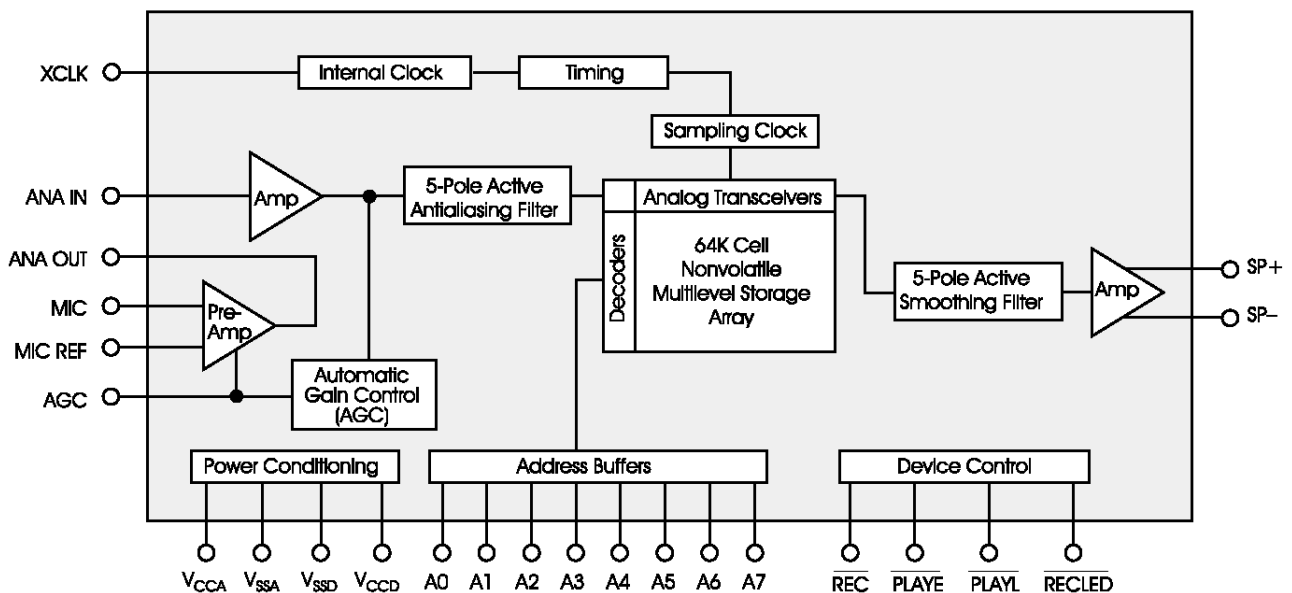 XCLK
Internal Clock
Timing
Sampling Clock
ANA IN
Amp
5-Pole Active
Antialiasing Filter
Analog Transceivers
Decoders
64K Cell
Nonvolatile
Multilevel Storage
Array
5-Pole Active
Smoothing Filter
Amp
SP+
SP–
ANA OUT
MIC
Pre-
Amp
MIC REF
AGC
Automatic
Gain Control
(AGC)
Power Conditioning
Address Buffers
Device Control
VCCA VSSA VSSD VCCD A0 A1 A2 A3 A4 A5 A6 A7 REC PLAYE PLAYL RECLED